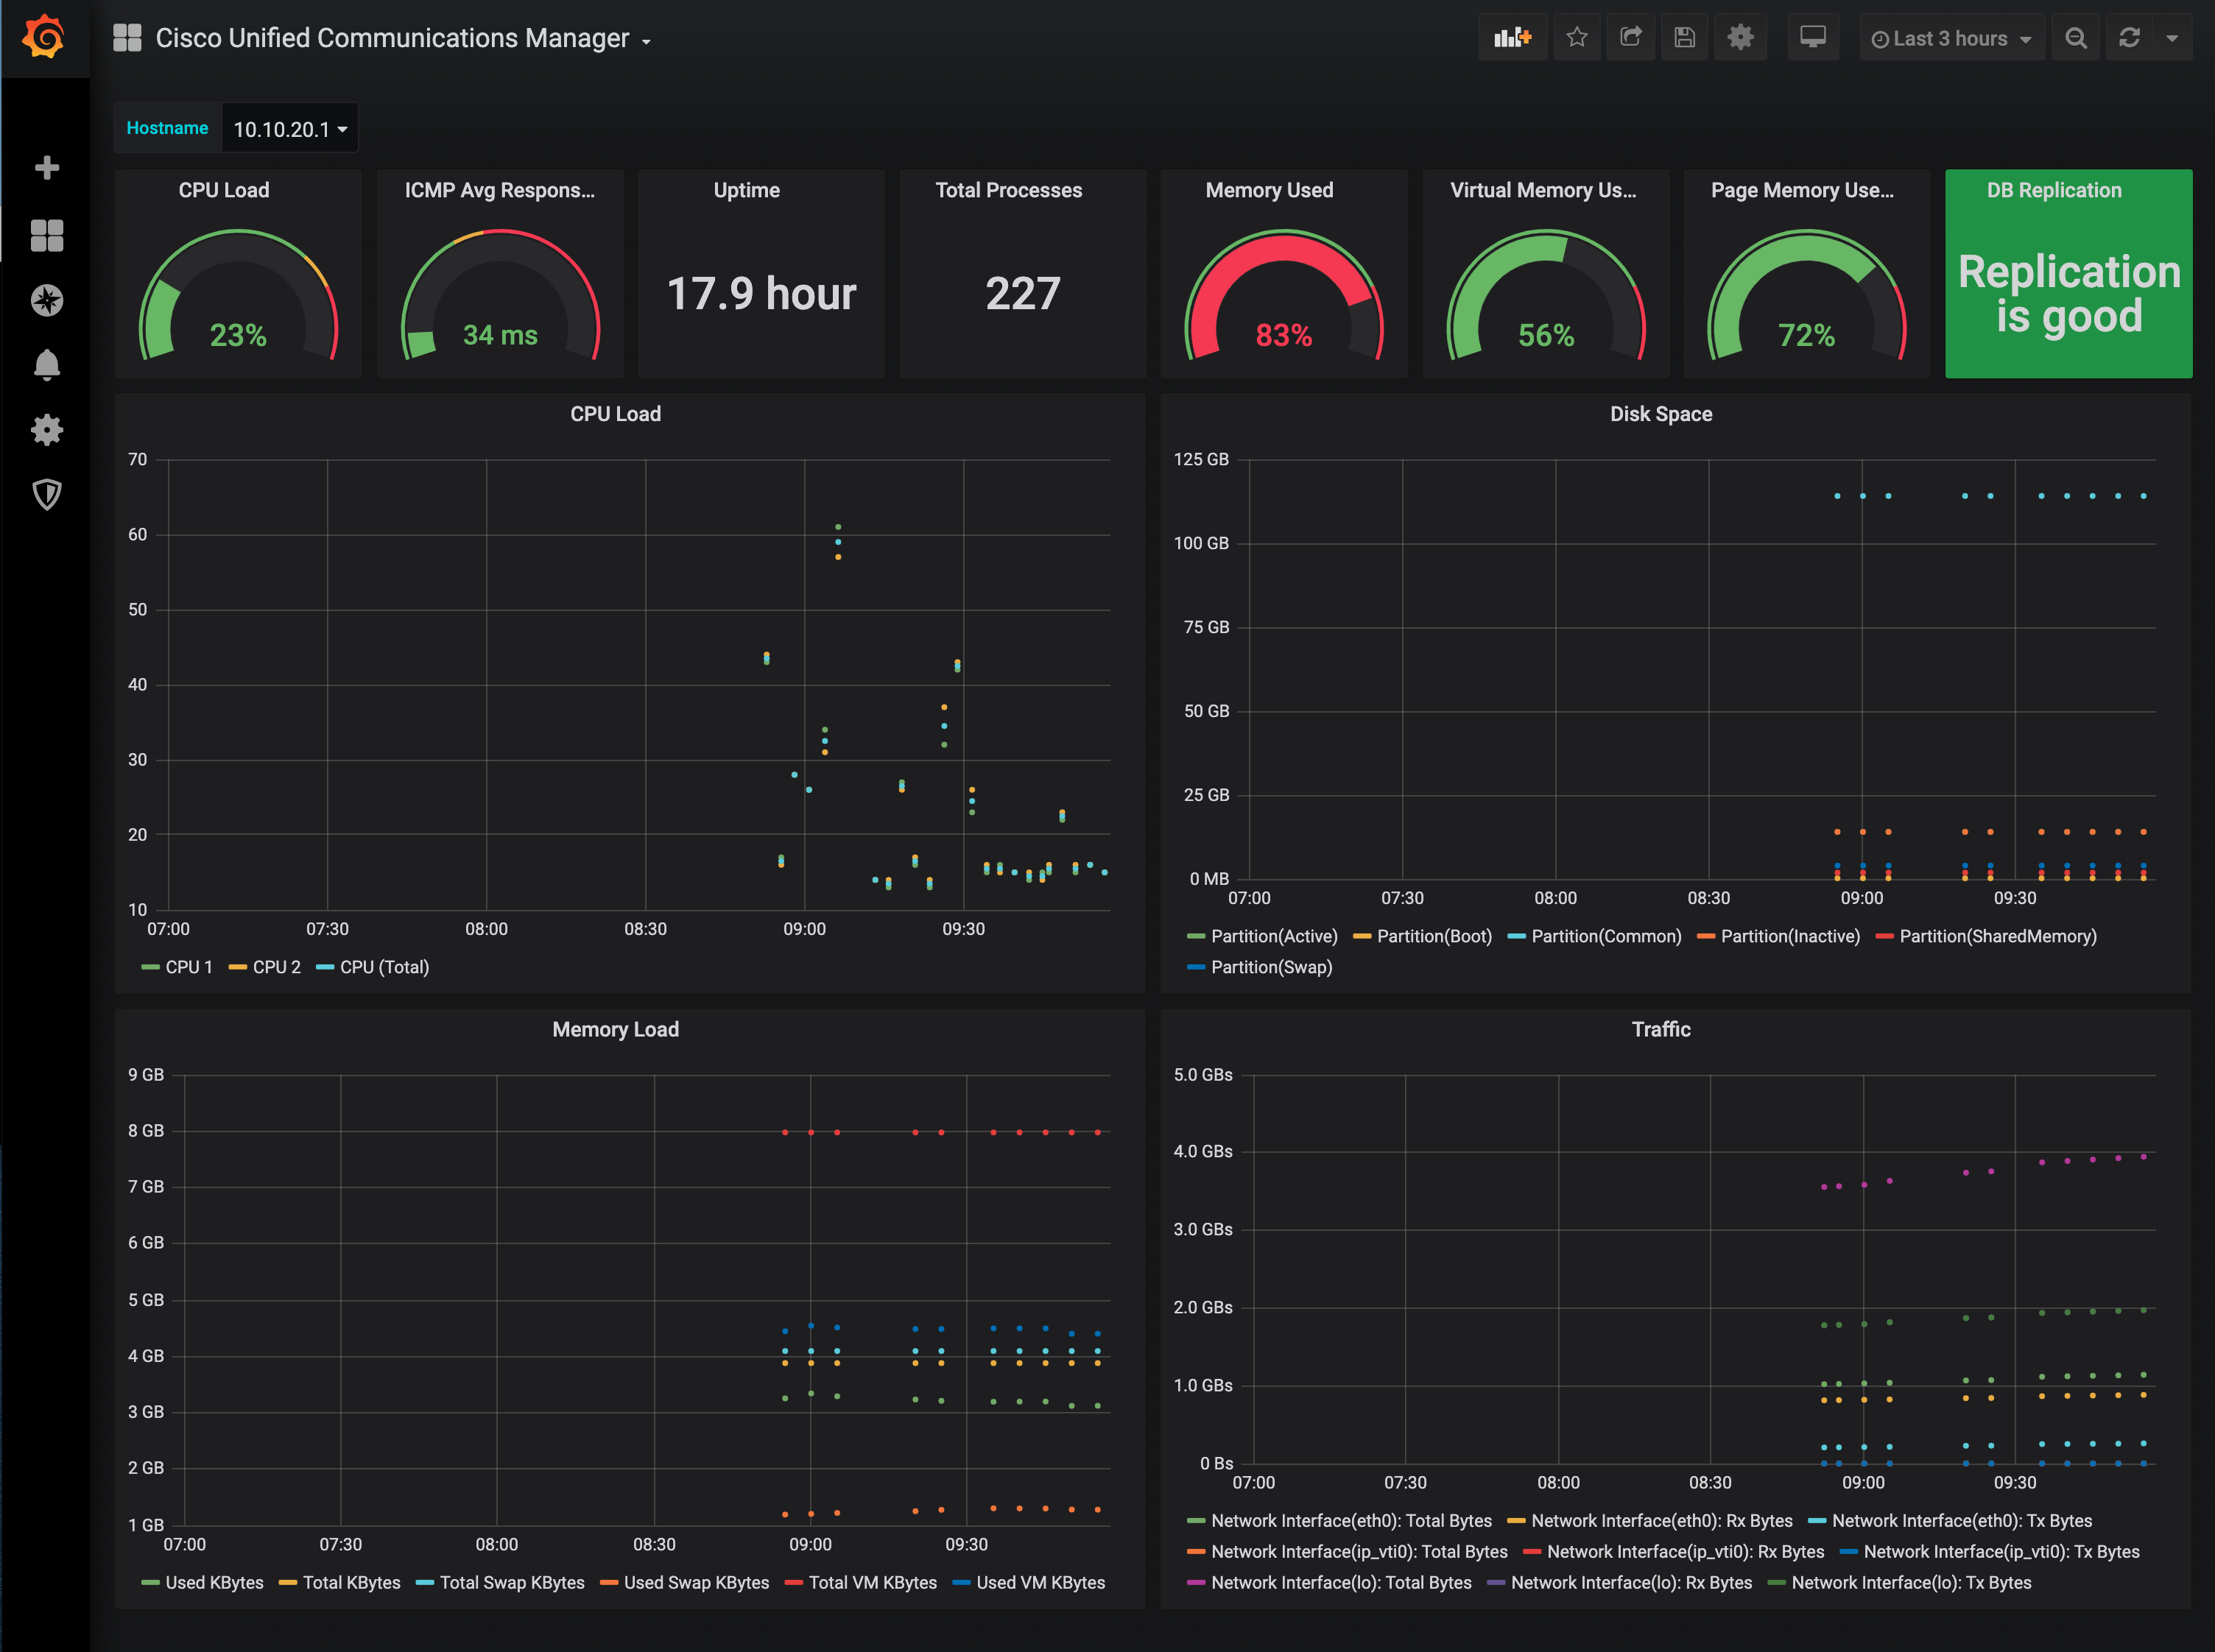 Cisco Unified Communications Manager
Last 3 hours
Hostname 10.10.20.1
CPU Load
23%
ICMP Avg Respons...
34 ms
Uptime
17.9 hour
Total Processes
227
Memory Used
83%
Virtual Memory Us...
56%
Page Memory Use...
72%
DB Replication
Replication
is good
CPU Load
70
60
50
40
30
20
10
07:00 07:30 08:00 08:30 09:00 09:30
CPU 1 CPU 2 CPU (Total)
Disk Space
125 GB
100 GB
75 GB
50 GB
25 GB
0 MB
07:00 07:30 08:00 08:30 09:00 09:30
Partition(Active) Partition(Boot) Partition(Common) Partition(Inactive) Partition(SharedMemory)
Partition(Swap)
Memory Load
9 GB
8 GB
7 GB
6 GB
5 GB
4 GB
3 GB
2 GB
1 GB
07:00 07:30 08:00 08:30 09:00 09:30
Used KBytes Total KBytes Total Swap KBytes Used Swap KBytes Total VM KBytes Used VM KBytes
Traffic
5.0 GBs
4.0 GBs
3.0 GBs
2.0 GBs
1.0 GBs
0 Bs
07:00 07:30 08:00 08:30 09:00 09:30
Network Interface(eth0): Total Bytes Network Interface(eth0): Rx Bytes Network Interface(eth0): Tx Bytes
Network Interface(ip_vti0): Total Bytes Network Interface(ip_vti0): Rx Bytes Network Interface(ip_vti0): Tx Bytes
Network Interface(lo): Total Bytes Network Interface(lo): Rx Bytes Network Interface(lo): Tx Bytes